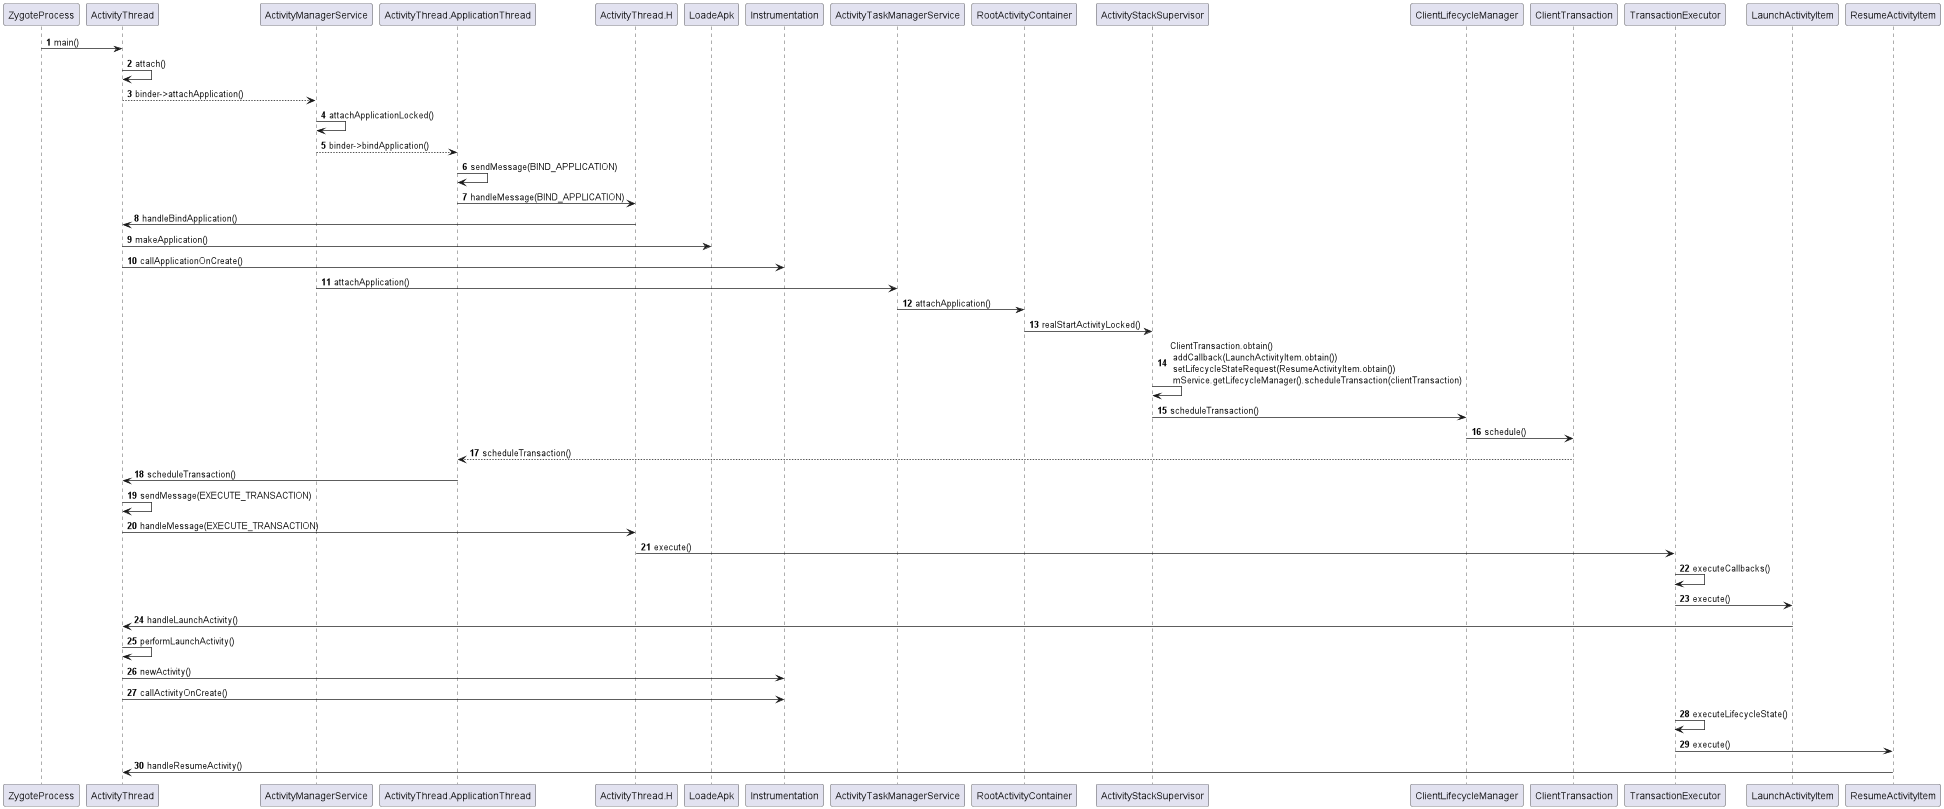 ZygoteProcess
ActivityThread
ActivityManagerService
ActivityThread.ApplicationThread
ActivityThread.H
LoadeApk
Instrumentation
ActivityTaskManagerService
RootActivityContainer
ActivityStackSupervisor
ClientLifecycleManager
ClientTransaction
TransactionExecutor
LaunchActivityItem
ResumeActivityItem
1 main()
2 attach()
3 binder->attachApplication()
4 attachApplicationLocked()
5 binder->bindApplication()
6 sendMessage(BIND_APPLICATION)
7 handleMessage(BIND_APPLICATION)
8 handleBindApplication()
9 makeApplication()
10 callApplicationOnCreate()
11 attachApplication()
12 attachApplication()
13 realStartActivityLocked()
14 ClientTransaction.obtain()
addCallback(LaunchActivityItem.obtain())
setLifecycleStateRequest(ResumeActivityItem.obtain())
mService.getLifecycleManager().scheduleTransaction(clientTransaction)
15 scheduleTransaction()
16 schedule()
17 scheduleTransaction()
18 scheduleTransaction()
19 sendMessage(EXECUTE_TRANSACTION)
20 handleMessage(EXECUTE_TRANSACTION)
21 execute()
22 executeCallbacks()
23 execute()
24 handleLaunchActivity()
25 performLaunchActivity()
26 newActivity()
27 callActivityOnCreate()
28 executeLifecycleState()
29 execute()
30 handleResumeActivity()
ZygoteProcess
ActivityThread
ActivityManagerService
ActivityThread.ApplicationThread
ActivityThread.H
LoadeApk
Instrumentation
ActivityTaskManagerService
RootActivityContainer
ActivityStackSupervisor
ClientLifecycleManager
ClientTransaction
TransactionExecutor
LaunchActivityItem
ResumeActivityItem